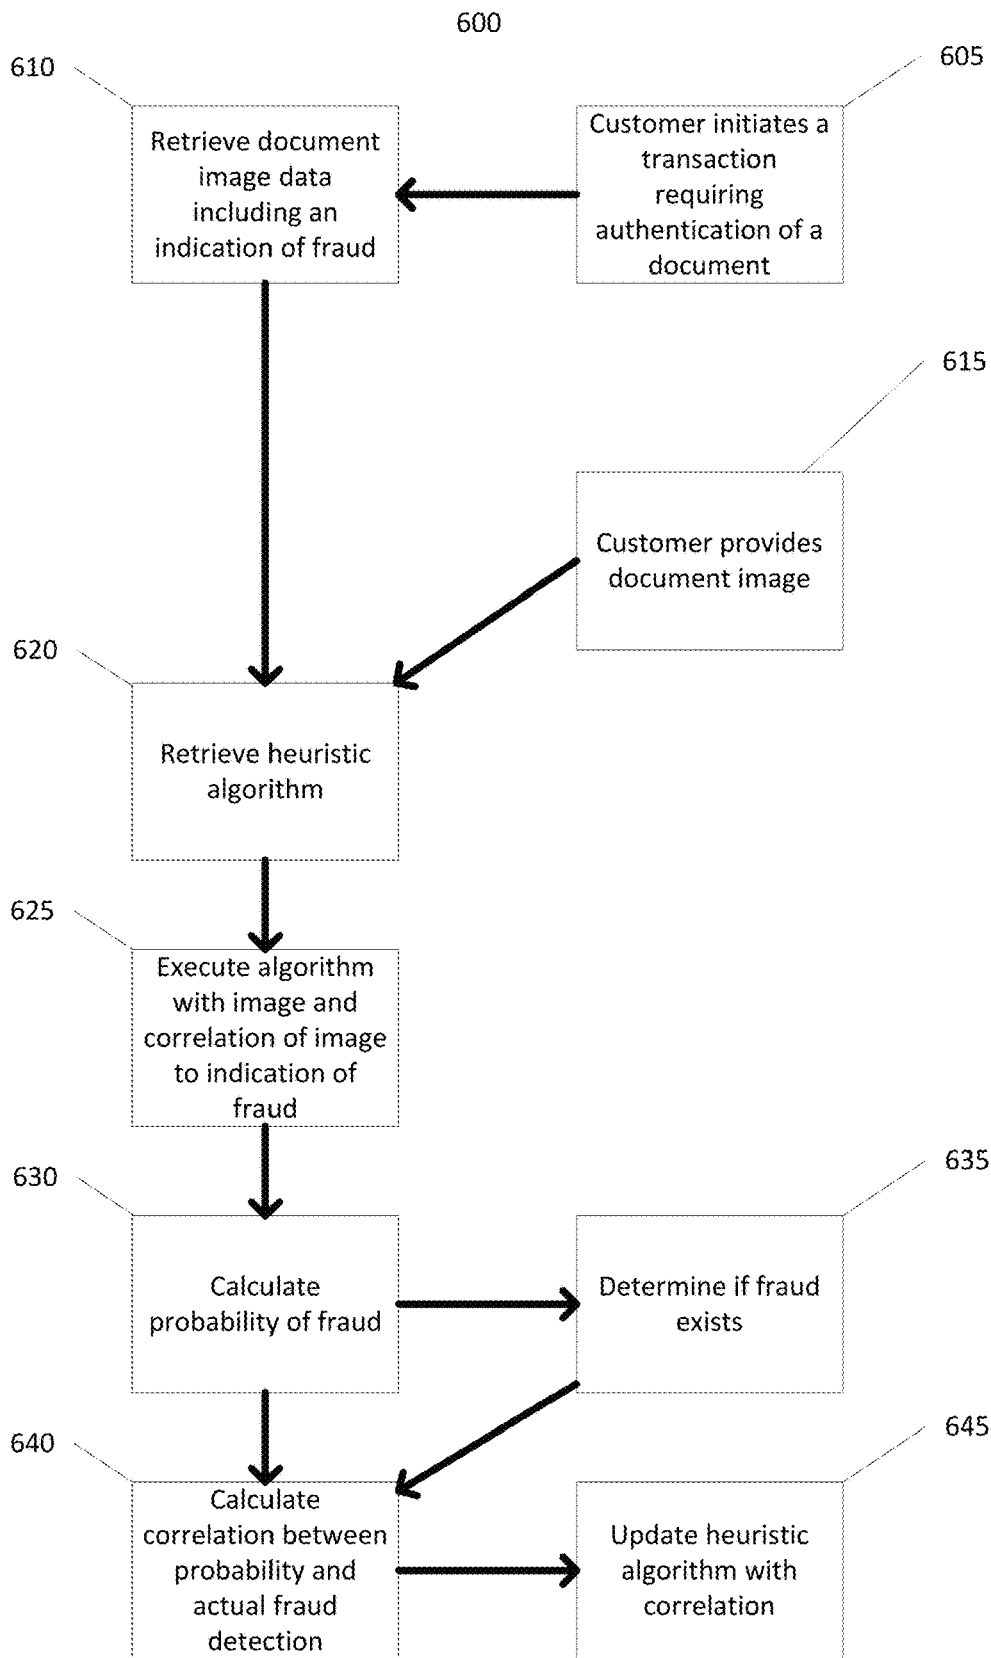 600
610
605
Retrieve document
image data
including an
indication of fraud
Customer initiates a
transaction
requiring
authentication of a
document
615
Customer provides
document image
620
Retrieve heuristic
algorithm
625
Execute algorithm
with image and
correlation of image
to indication of
fraud
630
635
Calculate
probability of fraud
Determine if fraud
exists
640
645
Calculate
correlation between
probability and
actual fraud
detection
Update heuristic
algorithm with
correlation